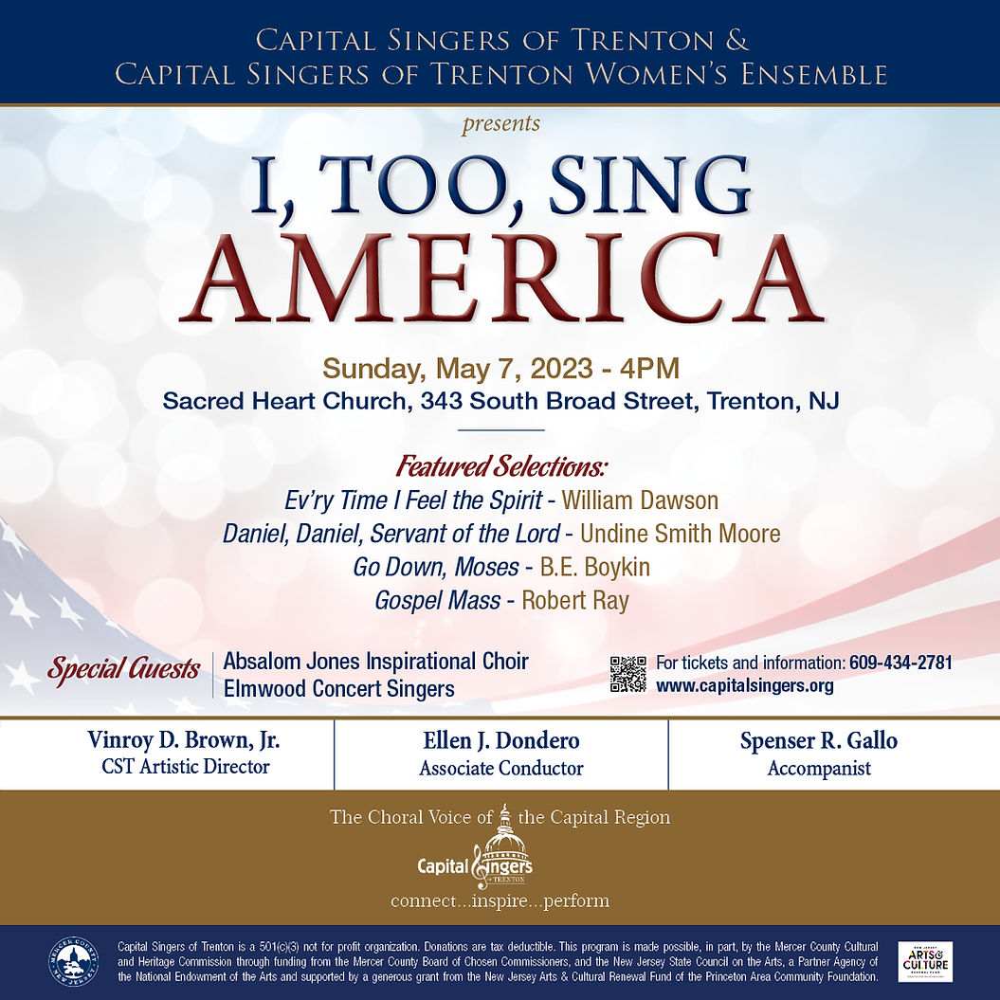 CAPITAL SINGERS OF TRENTON &
CAPITAL SINGERS OF TRENTON WOMEN'S ENSEMBLE
presents
I, TOO, SING
AMERICA
Sunday, May 7, 2023 - 4PM
Sacred Heart Church, 343 South Broad Street, Trenton, NJ
Featured Selections:
Ev'ry Time I Feel the Spirit - William Dawson
Daniel, Daniel, Servant of the Lord - Undine Smith Moore
Go Down, Moses - B.E. Boykin
Gospel Mass - Robert Ray
Special Guests
Absalom Jones Inspirational Choir
Elmwood Concert Singers
For tickets and information: 609-434-2781
www.capitalsingers.org
Vinroy D. Brown, Jr.
CST Artistic Director
Ellen J. Dondero
Associate Conductor
Spenser R. Gallo
Accompanist
The Choral Voice of the Capital Region
Capital Singers
OF TRENTON
connect...inspire...perform
MERCER COUNTY
NEW JERSEY
Capital Singers of Trenton is a 501(c)(3) not for profit organization. Donations are tax deductible. This program is made possible, in part, by the Mercer County Cultural
and Heritage Commission through funding from the Mercer County Board of Chosen Commissioners, and the New Jersey State Council on the Arts, a Partner Agency of
the National Endowment of the Arts and supported by a generous grant from the New Jersey Arts & Cultural Renewal Fund of the Princeton Area Community Foundation.
NEW JERSEY
ARTS&
CULTURE
RENEWAL FUND